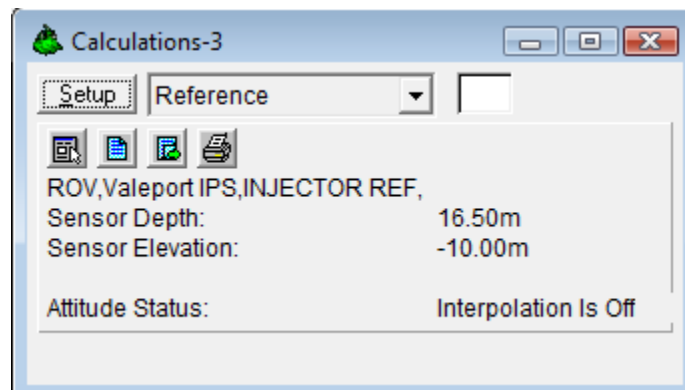 Calculations-3
Setup Reference
ROV,Valeport IPS,INJECTOR REF,
Sensor Depth: 16.50m
Sensor Elevation: -10.00m
Attitude Status: Interpolation Is Off